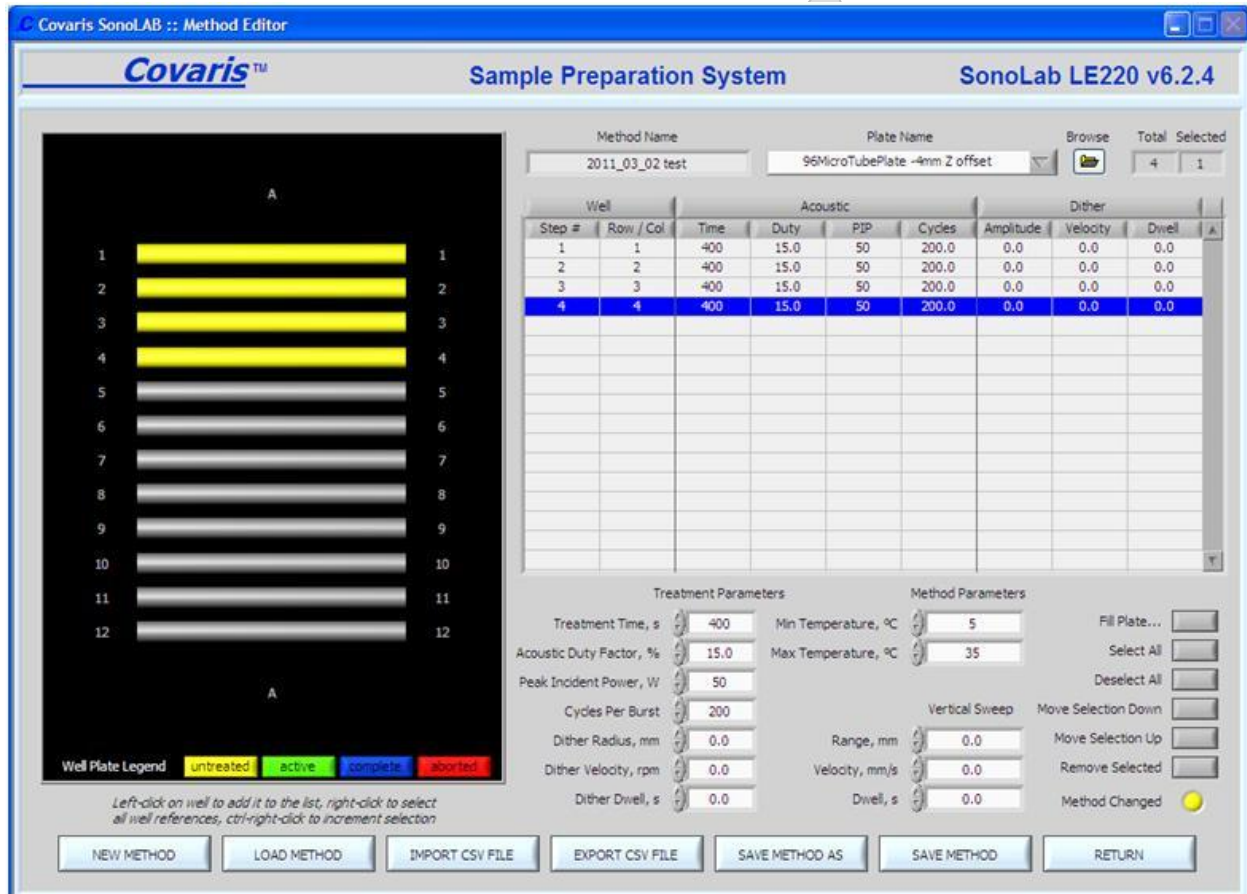 Covaris SonoLAB :: Method Editor
Covaris™ Sample Preparation System SonoLab LE220 v6.2.4
Method Name Plate Name Browse Total Selected
2011_03_02 test 96MicroTubePlate -4mm Z offset 4 1
Well Acoustic Dither
Step # Row / Col Time Duty PIP Cycles Amplitude Velocity Dwell
1 1 400 15.0 50 200.0 0.0 0.0 0.0
2 2 400 15.0 50 200.0 0.0 0.0 0.0
3 3 400 15.0 50 200.0 0.0 0.0 0.0
4 4 400 15.0 50 200.0 0.0 0.0 0.0
A
1 1
2 2
3 3
4 4
5 5
6 6
7 7
8 8
9 9
10 10
11 11
12 12
A
Well Plate Legend untreated active complete aborted
Left-click on well to add it to the list, right-click to select
all well references, ctrl-right-click to increment selection
Treatment Parameters
Treatment Time, s 400
Acoustic Duty Factor, % 15.0
Peak Incident Power, W 50
Cycles Per Burst 200
Dither Radius, mm 0.0
Dither Velocity, rpm 0.0
Dither Dwell, s 0.0
Method Parameters
Min Temperature, ºC 5
Max Temperature, ºC 35
Vertical Sweep
Range, mm 0.0
Velocity, mm/s 0.0
Dwell, s 0.0
Fill Plate...
Select All
Deselect All
Move Selection Down
Move Selection Up
Remove Selected
Method Changed
NEW METHOD LOAD METHOD IMPORT CSV FILE EXPORT CSV FILE SAVE METHOD AS SAVE METHOD RETURN